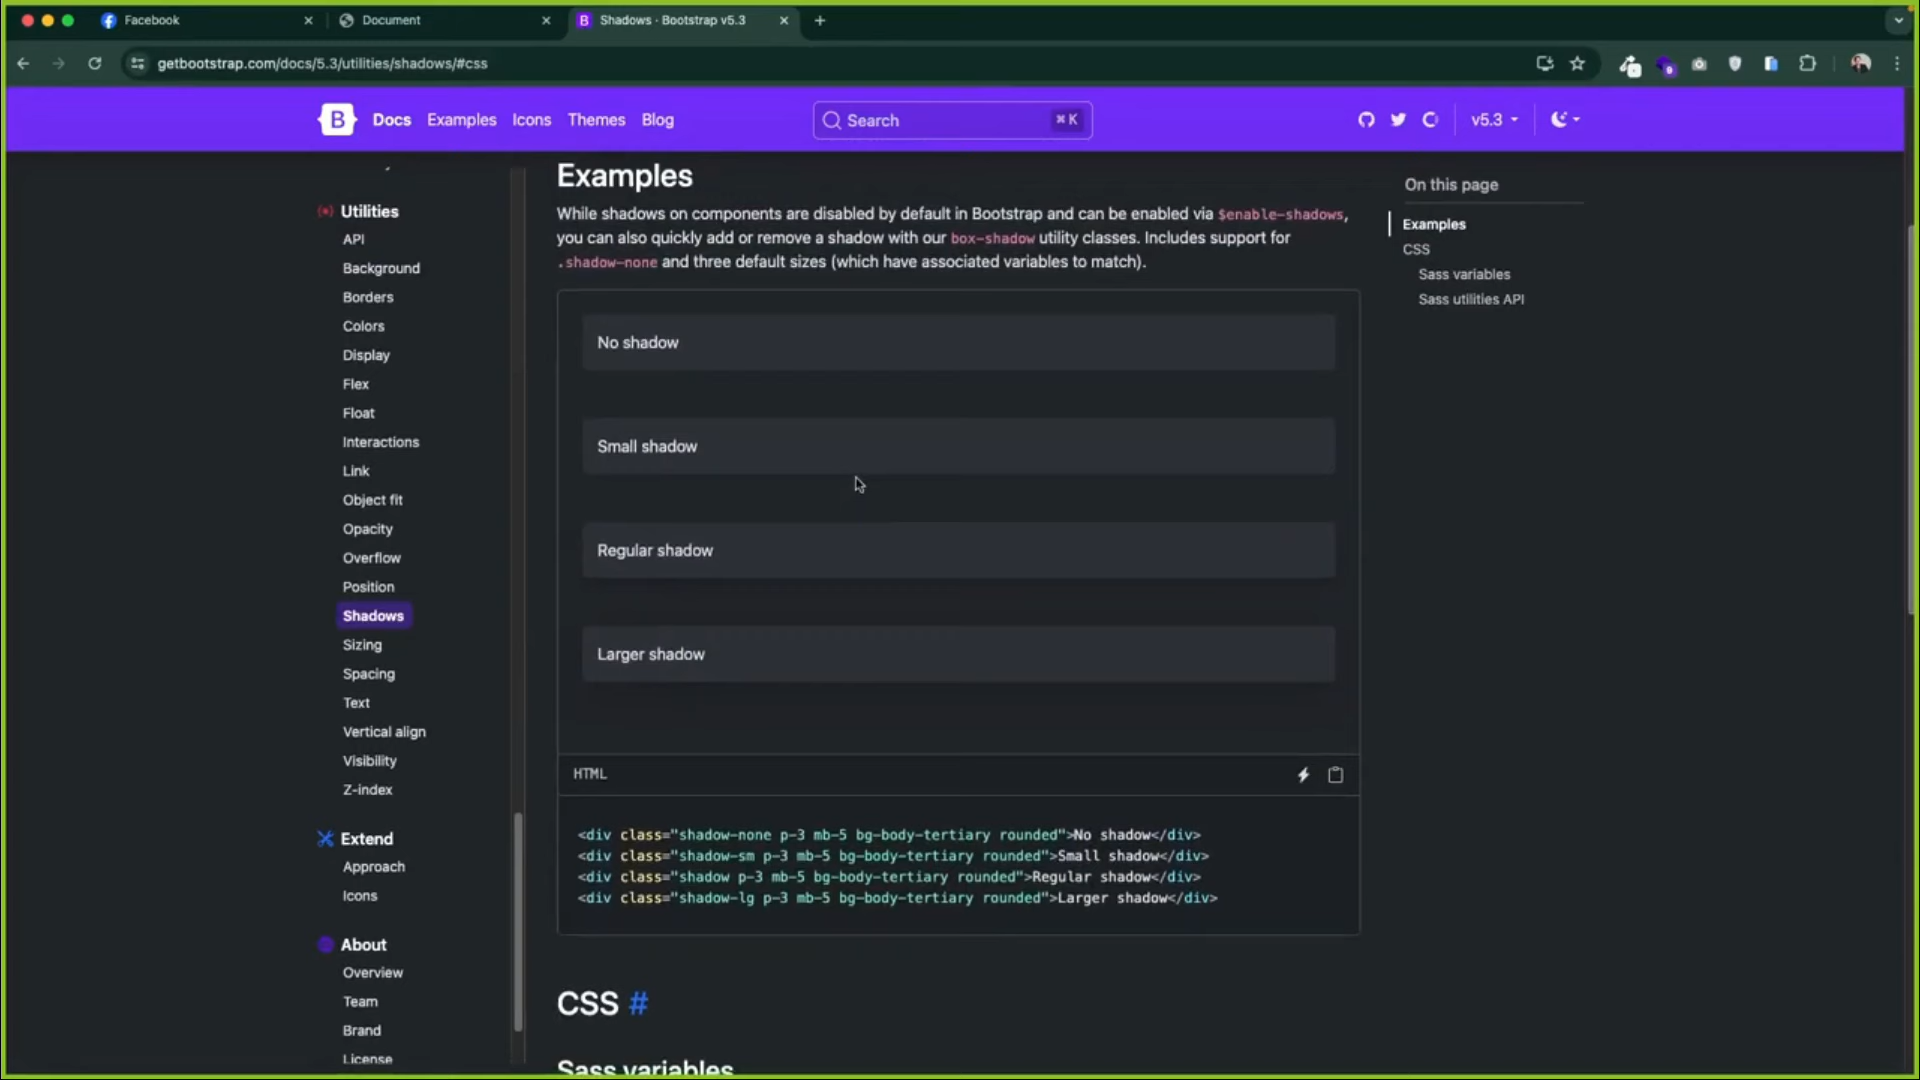 Facebook
Document
Shadows · Bootstrap v5.3
getbootstrap.com/docs/5.3/utilities/shadows/#css
B Docs Examples Icons Themes Blog
Search ⌘ K
v5.3
Utilities
API
Background
Borders
Colors
Display
Flex
Float
Interactions
Link
Object fit
Opacity
Overflow
Position
Shadows
Sizing
Spacing
Text
Vertical align
Visibility
Z-index
Extend
Approach
Icons
About
Overview
Team
Brand
License
Examples
While shadows on components are disabled by default in Bootstrap and can be enabled via $enable-shadows,
you can also quickly add or remove a shadow with our box-shadow utility classes. Includes support for
.shadow-none and three default sizes (which have associated variables to match).
No shadow
Small shadow
Regular shadow
Larger shadow
HTML
<div class="shadow-none p-3 mb-5 bg-body-tertiary rounded">No shadow</div>
<div class="shadow-sm p-3 mb-5 bg-body-tertiary rounded">Small shadow</div>
<div class="shadow p-3 mb-5 bg-body-tertiary rounded">Regular shadow</div>
<div class="shadow-lg p-3 mb-5 bg-body-tertiary rounded">Larger shadow</div>
CSS #
Sass variables
On this page
Examples
CSS
Sass variables
Sass utilities API